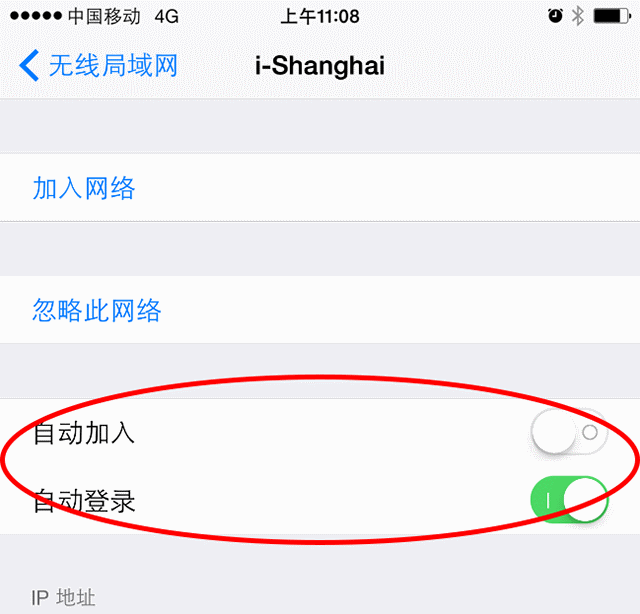 中国移动 4G 上午11:08
无线局域网 i-Shanghai
加入网络
忽略此网络
自动加入
自动登录
IP 地址